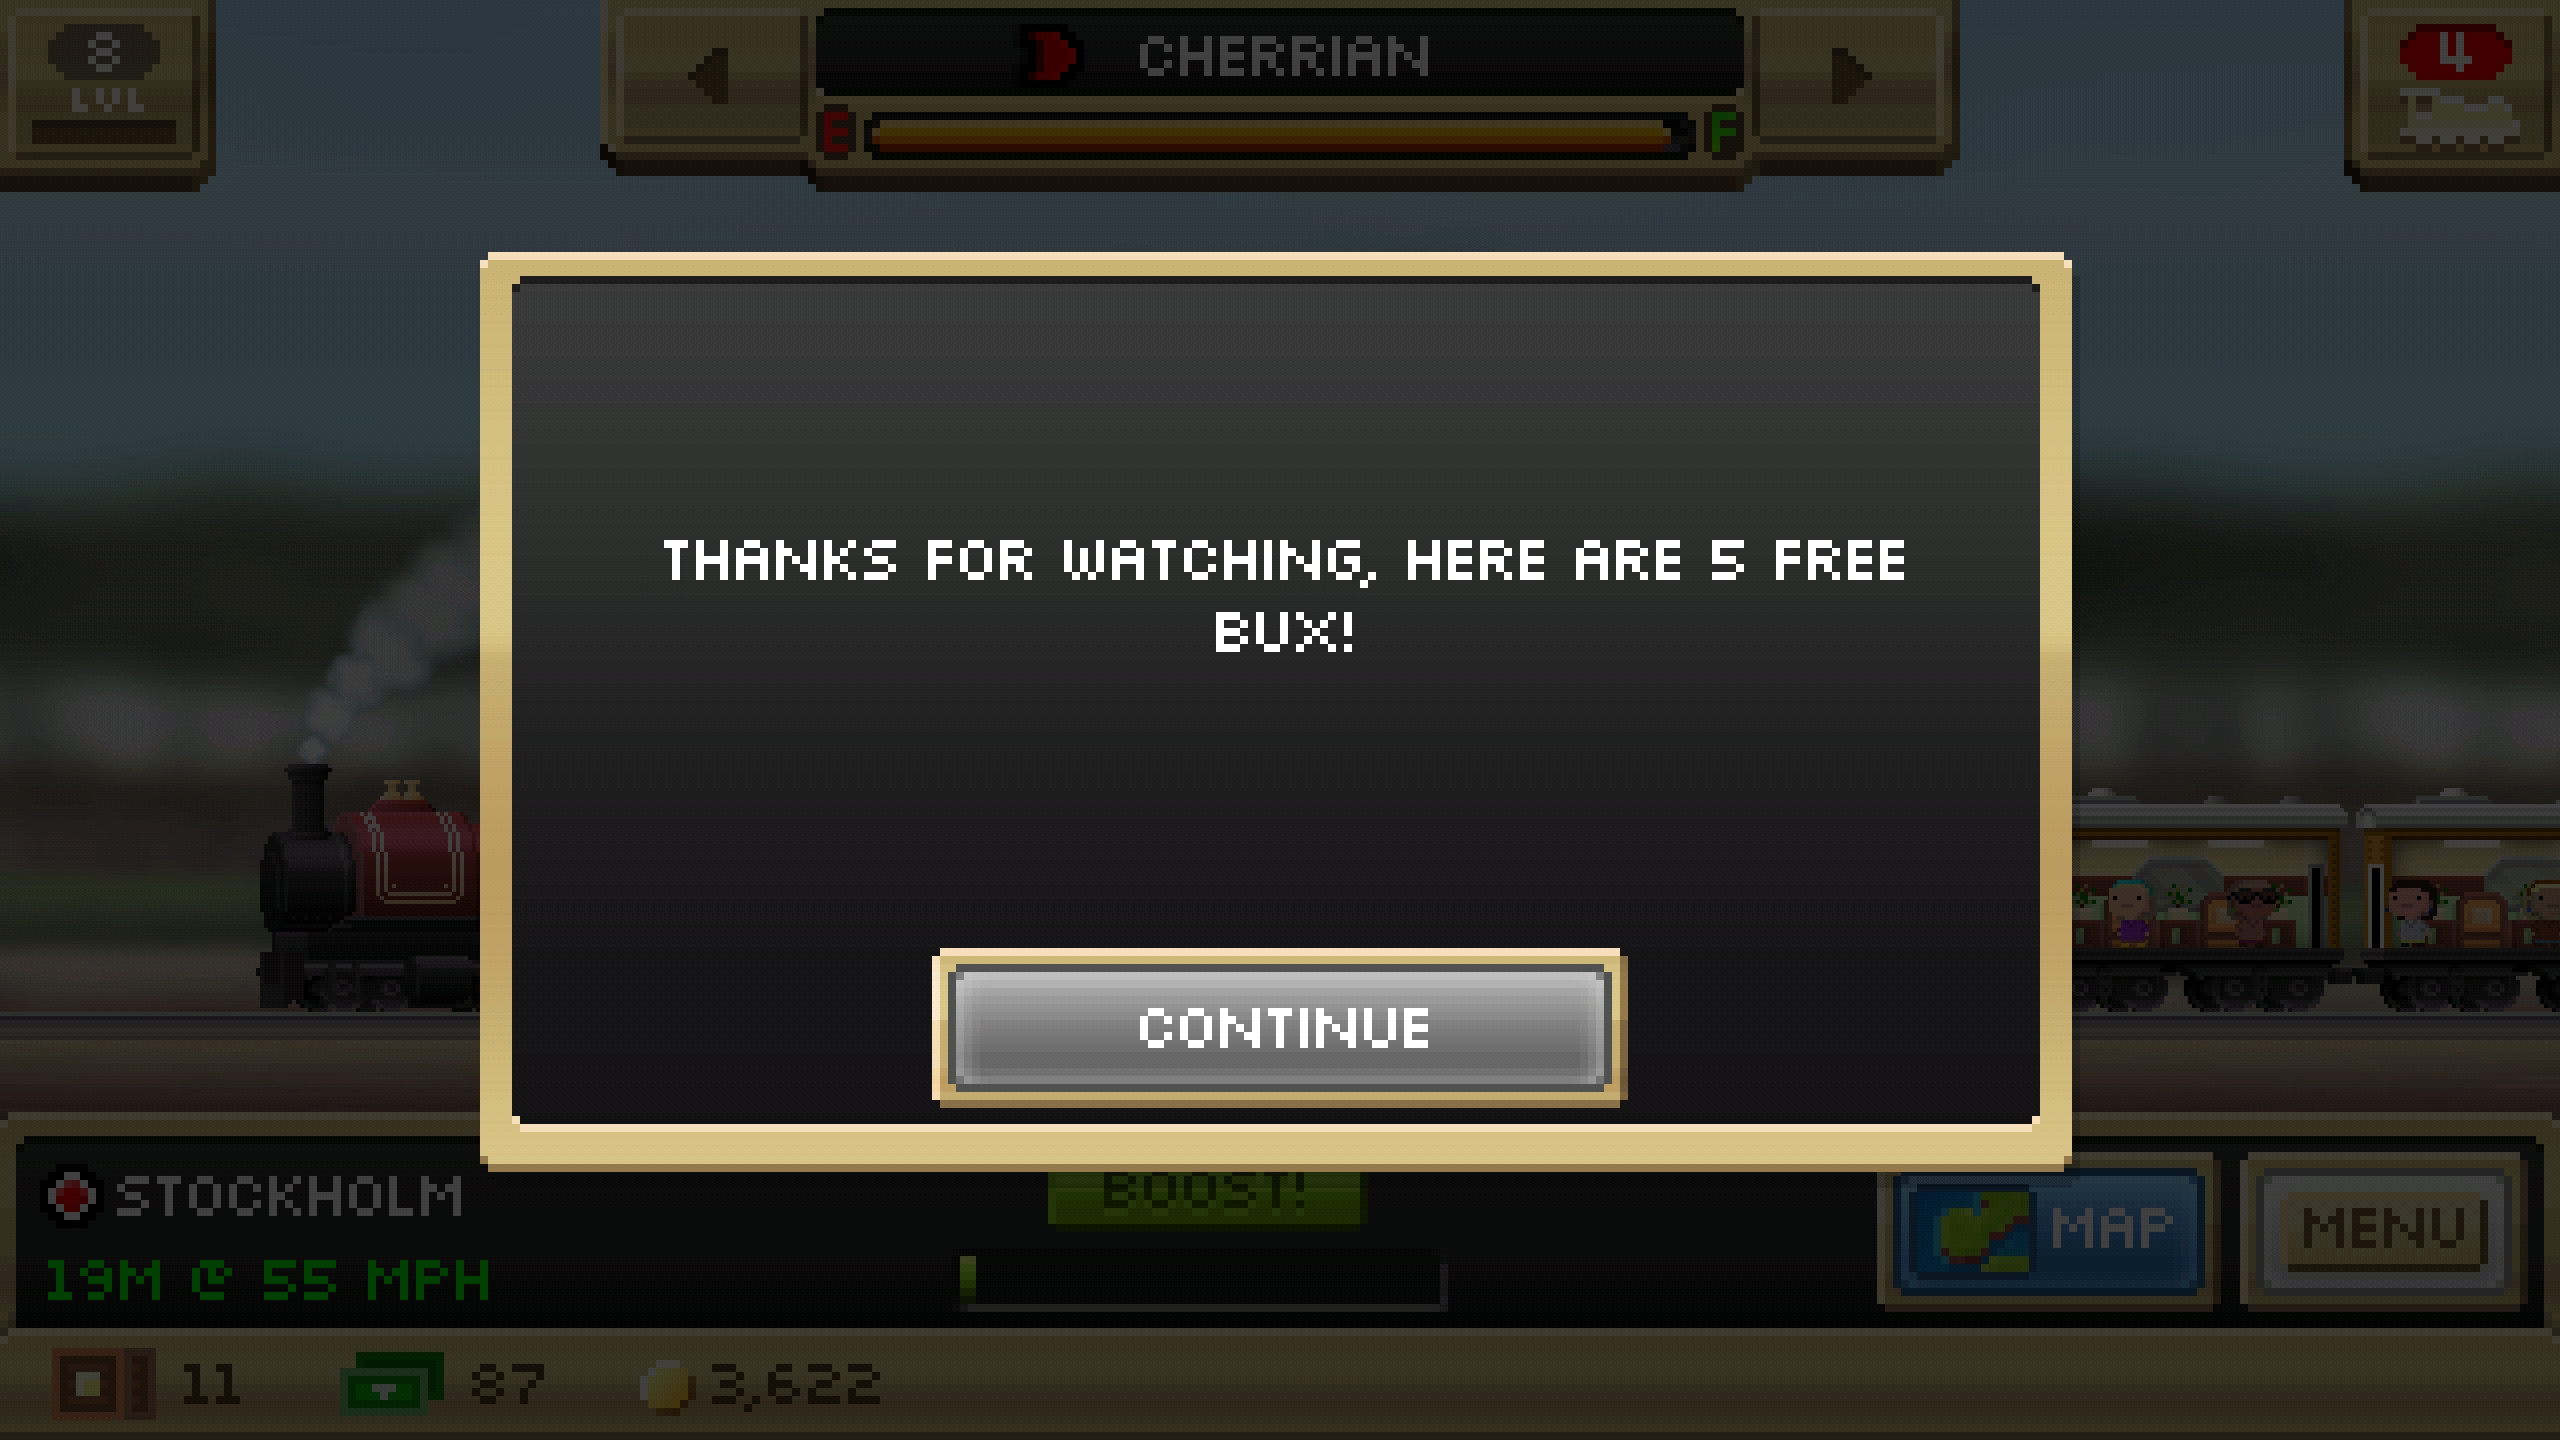 8
LVL
CHERRIAN
E
F
4
THANKS FOR WATCHING, HERE ARE 5 FREE
BUX!
CONTINUE
STOCKHOLM
19M @ 55 MPH
BOOST!
MAP
MENU
11
87
3,622